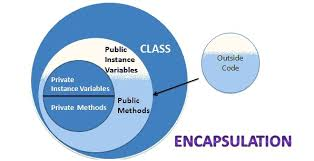 CLASS
Public
Instance
Variables
Private
Instance Variables
Private Methods
Public
Methods
Outside
Code
ENCAPSULATION